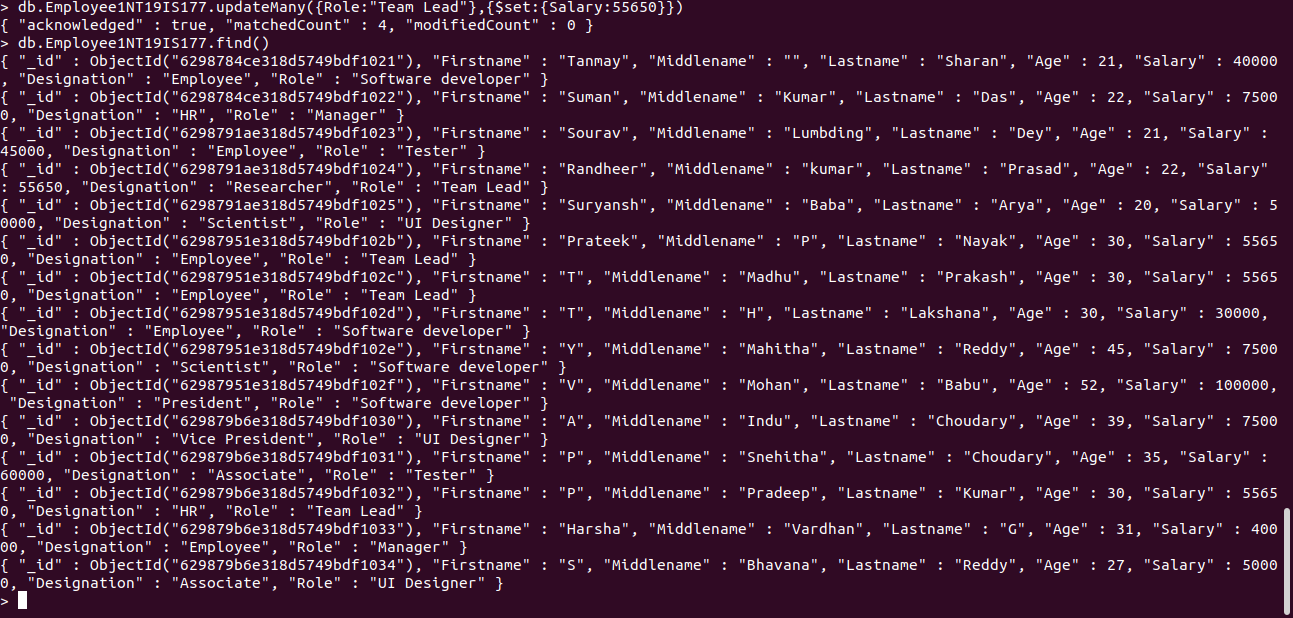 > db.Employee1NT19IS177.updateMany({Role:"Team Lead"},{$set:{Salary:55650}})
{ "acknowledged" : true, "matchedCount" : 4, "modifiedCount" : 0 }
> db.Employee1NT19IS177.find()
{ "_id" : ObjectId("6298784ce318d5749bdf1021"), "Firstname" : "Tanmay", "Middlename" : "", "Lastname" : "Sharan", "Age" : 21, "Salary" : 40000
, "Designation" : "Employee", "Role" : "Software developer" }
{ "_id" : ObjectId("6298784ce318d5749bdf1022"), "Firstname" : "Suman", "Middlename" : "Kumar", "Lastname" : "Das", "Age" : 22, "Salary" : 7500
0, "Designation" : "HR", "Role" : "Manager" }
{ "_id" : ObjectId("6298791ae318d5749bdf1023"), "Firstname" : "Sourav", "Middlename" : "Lumbding", "Lastname" : "Dey", "Age" : 21, "Salary" :
45000, "Designation" : "Employee", "Role" : "Tester" }
{ "_id" : ObjectId("6298791ae318d5749bdf1024"), "Firstname" : "Randheer", "Middlename" : "kumar", "Lastname" : "Prasad", "Age" : 22, "Salary"
: 55650, "Designation" : "Researcher", "Role" : "Team Lead" }
{ "_id" : ObjectId("6298791ae318d5749bdf1025"), "Firstname" : "Suryansh", "Middlename" : "Baba", "Lastname" : "Arya", "Age" : 20, "Salary" : 5
0000, "Designation" : "Scientist", "Role" : "UI Designer" }
{ "_id" : ObjectId("62987951e318d5749bdf102b"), "Firstname" : "Prateek", "Middlename" : "P", "Lastname" : "Nayak", "Age" : 30, "Salary" : 5565
0, "Designation" : "Employee", "Role" : "Team Lead" }
{ "_id" : ObjectId("62987951e318d5749bdf102c"), "Firstname" : "T", "Middlename" : "Madhu", "Lastname" : "Prakash", "Age" : 30, "Salary" : 5565
0, "Designation" : "Employee", "Role" : "Team Lead" }
{ "_id" : ObjectId("62987951e318d5749bdf102d"), "Firstname" : "T", "Middlename" : "H", "Lastname" : "Lakshana", "Age" : 30, "Salary" : 30000,
"Designation" : "Employee", "Role" : "Software developer" }
{ "_id" : ObjectId("62987951e318d5749bdf102e"), "Firstname" : "Y", "Middlename" : "Mahitha", "Lastname" : "Reddy", "Age" : 45, "Salary" : 7500
0, "Designation" : "Scientist", "Role" : "Software developer" }
{ "_id" : ObjectId("62987951e318d5749bdf102f"), "Firstname" : "V", "Middlename" : "Mohan", "Lastname" : "Babu", "Age" : 52, "Salary" : 100000,
"Designation" : "President", "Role" : "Software developer" }
{ "_id" : ObjectId("629879b6e318d5749bdf1030"), "Firstname" : "A", "Middlename" : "Indu", "Lastname" : "Choudary", "Age" : 39, "Salary" : 7500
0, "Designation" : "Vice President", "Role" : "UI Designer" }
{ "_id" : ObjectId("629879b6e318d5749bdf1031"), "Firstname" : "P", "Middlename" : "Snehitha", "Lastname" : "Choudary", "Age" : 35, "Salary" :
60000, "Designation" : "Associate", "Role" : "Tester" }
{ "_id" : ObjectId("629879b6e318d5749bdf1032"), "Firstname" : "P", "Middlename" : "Pradeep", "Lastname" : "Kumar", "Age" : 30, "Salary" : 5565
0, "Designation" : "HR", "Role" : "Team Lead" }
{ "_id" : ObjectId("629879b6e318d5749bdf1033"), "Firstname" : "Harsha", "Middlename" : "Vardhan", "Lastname" : "G", "Age" : 31, "Salary" : 400
00, "Designation" : "Employee", "Role" : "Manager" }
{ "_id" : ObjectId("629879b6e318d5749bdf1034"), "Firstname" : "S", "Middlename" : "Bhavana", "Lastname" : "Reddy", "Age" : 27, "Salary" : 5000
0, "Designation" : "Associate", "Role" : "UI Designer" }
>